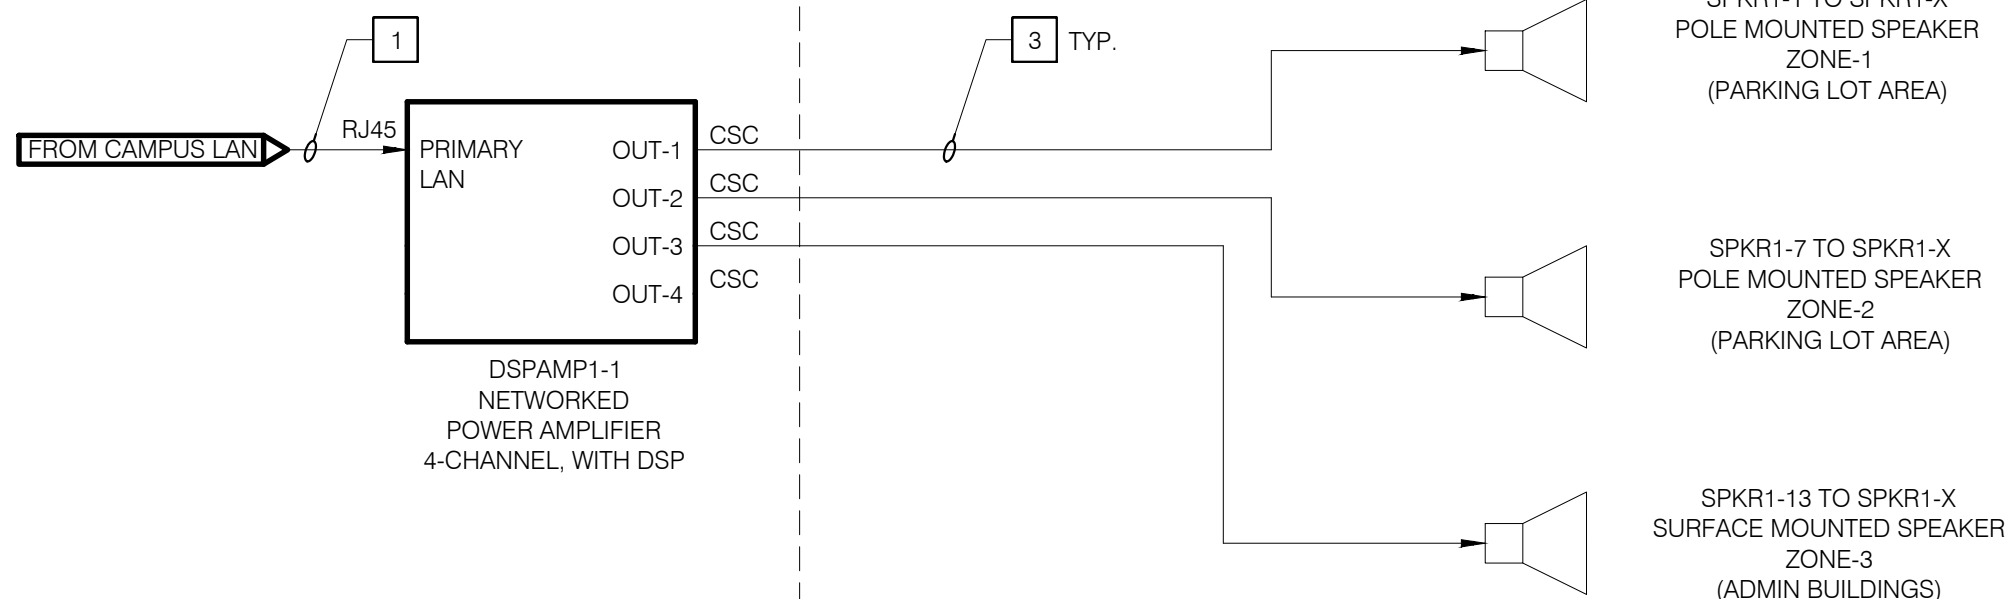 SPKR1-1 TO SPKR1-X
POLE MOUNTED SPEAKER
ZONE-1
(PARKING LOT AREA)
1
3 TYP.
FROM CAMPUS LAN
RJ45
PRIMARY
LAN
OUT-1
CSC
OUT-2
CSC
OUT-3
CSC
OUT-4
CSC
DSPAMP1-1
NETWORKED
POWER AMPLIFIER
4-CHANNEL, WITH DSP
SPKR1-7 TO SPKR1-X
POLE MOUNTED SPEAKER
ZONE-2
(PARKING LOT AREA)
SPKR1-13 TO SPKR1-X
SURFACE MOUNTED SPEAKER
ZONE-3
(ADMIN BUILDINGS)